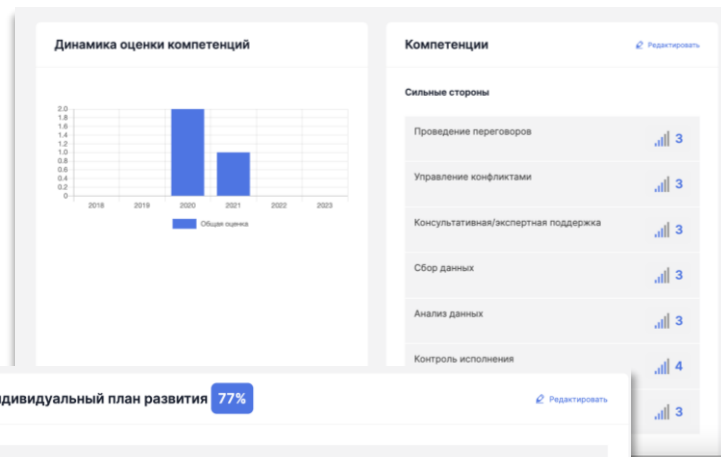 Динамика оценки компетенций
2.0
1.8
1.6
1.4
1.2
1.0
0.8
0.6
0.4
0.2
0
2018 2019 2020 2021 2022 2023
Общая оценка
Компетенции
Редактировать
Сильные стороны
Проведение переговоров 3
Управление конфликтами 3
Консультативная/экспертная поддержка 3
Сбор данных 3
Анализ данных 3
Контроль исполнения 4
3
дивидуальный план развития 77%
Редактировать